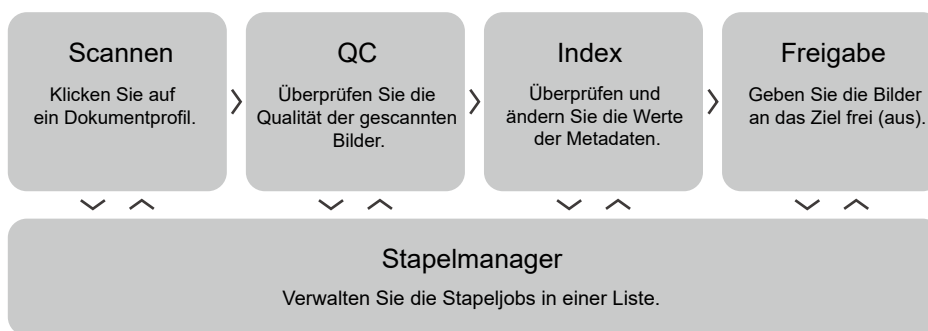 Scannen
Klicken Sie auf
ein Dokumentprofil.
QC
Überprüfen Sie die
Qualität der gescannten
Bilder.
Index
Überprüfen und
ändern Sie die Werte
der Metadaten.
Freigabe
Geben Sie die Bilder
an das Ziel frei (aus).
Stapelmanager
Verwalten Sie die Stapeljobs in einer Liste.